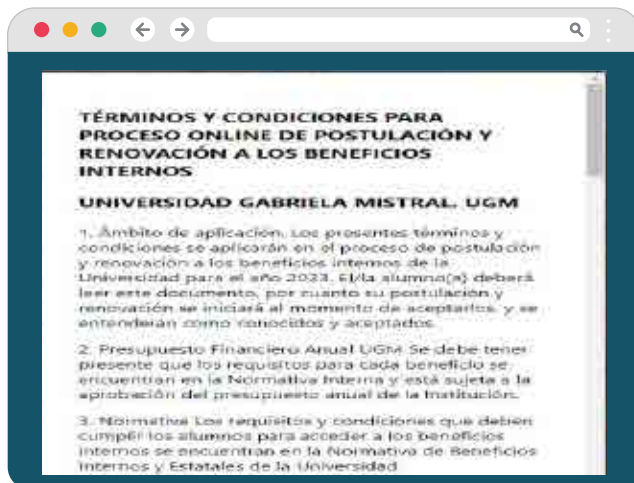 TÉRMINOS Y CONDICIONES PARA
PROCESO ONLINE DE POSTULACIÓN Y
RENOVACIÓN A LOS BENEFICIOS
INTERNOS
UNIVERSIDAD GABRIELA MISTRAL. UGM
1. Ámbito de aplicación. Los presentes términos y
condiciones se aplicarán en el proceso de postulación
y renovación a los beneficios internos de la
Universidad para el año 2023. El/la alumno(a) deberá
leer este documento, por cuanto su postulación y
renovación se iniciará al momento de aceptarlos, y se
entenderán como conocidos y aceptados.
2. Presupuesto Financiero Anual UGM Se debe tener
presente que los requisitos para cada beneficio se
encuentran en la Normativa Interna y está sujeta a la
aprobación del presupuesto anual de la Institución.
3. Normativa Los requisitos y condiciones que deben
cumplir los alumnos para acceder a los beneficios
internos se encuentran en la Normativa de Beneficios
Internos y Estatales de la Universidad